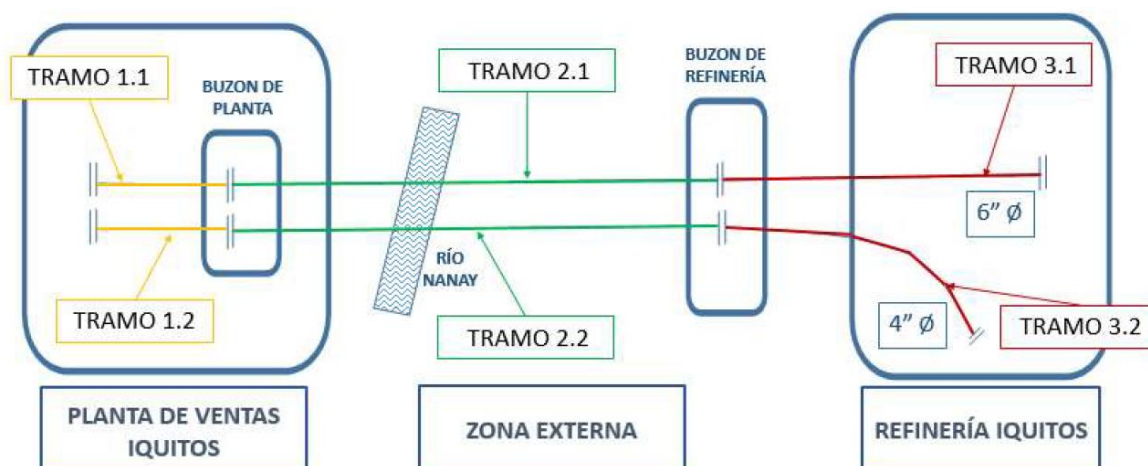 TRAMO 1.1
BUZON DE
PLANTA
TRAMO 2.1
BUZON DE
REFINERÍA
TRAMO 3.1
6” Ø
RÍO
NANAY
TRAMO 1.2
TRAMO 2.2
4” Ø
TRAMO 3.2
PLANTA DE VENTAS
IQUITOS
ZONA EXTERNA
REFINERÍA IQUITOS